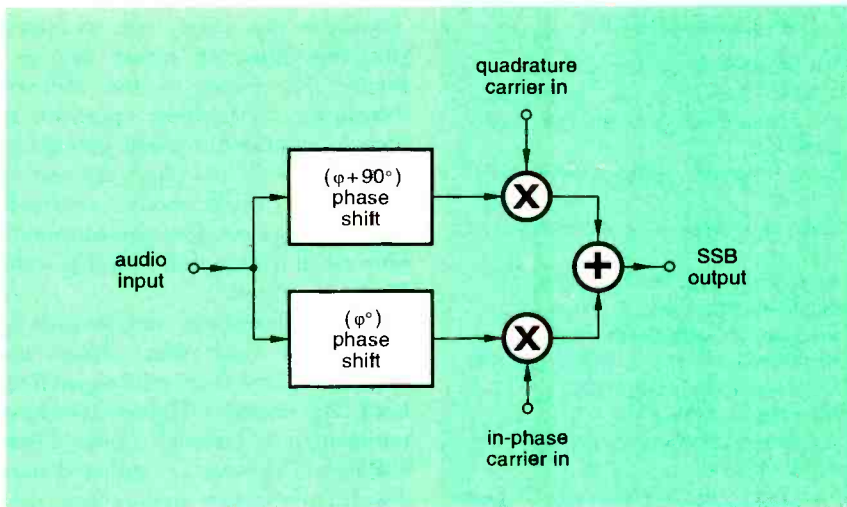 quadrature
carrier in
(φ+90°)
phase
shift
X
audio
input
+
SSB
output
(φ°)
phase
shift
X
in-phase
carrier in